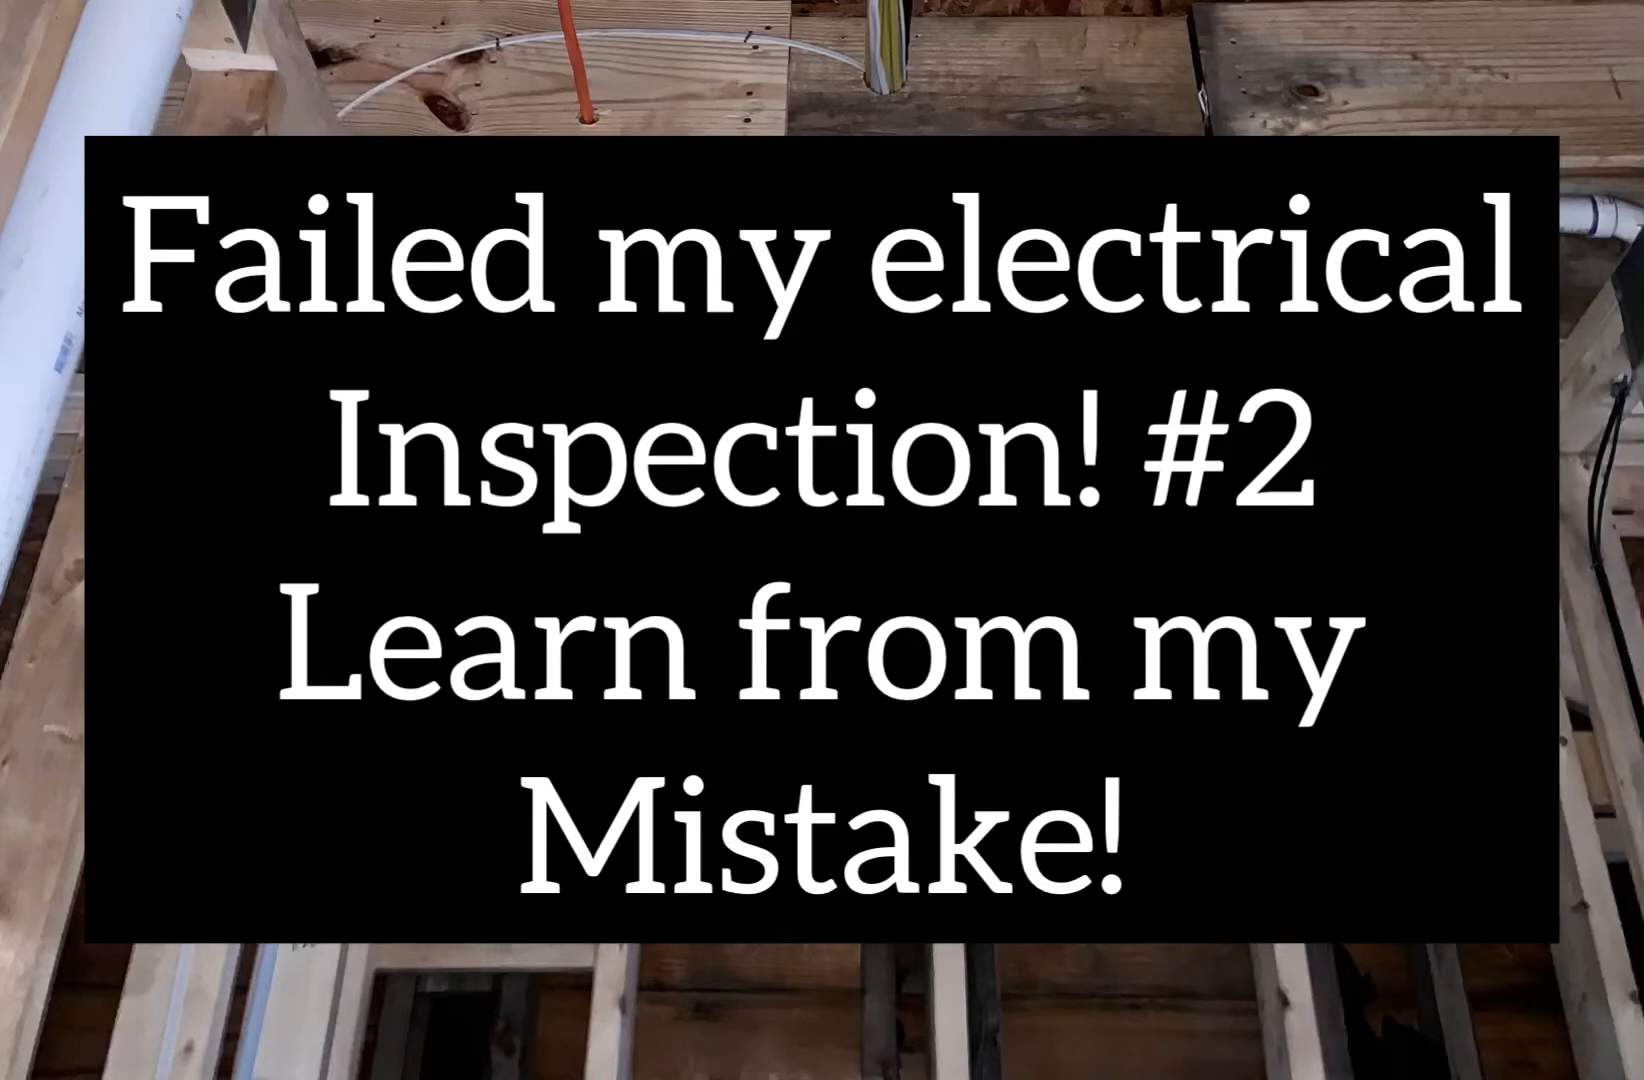 Failed my electrical
Inspection! #2
Learn from my
Mistake!